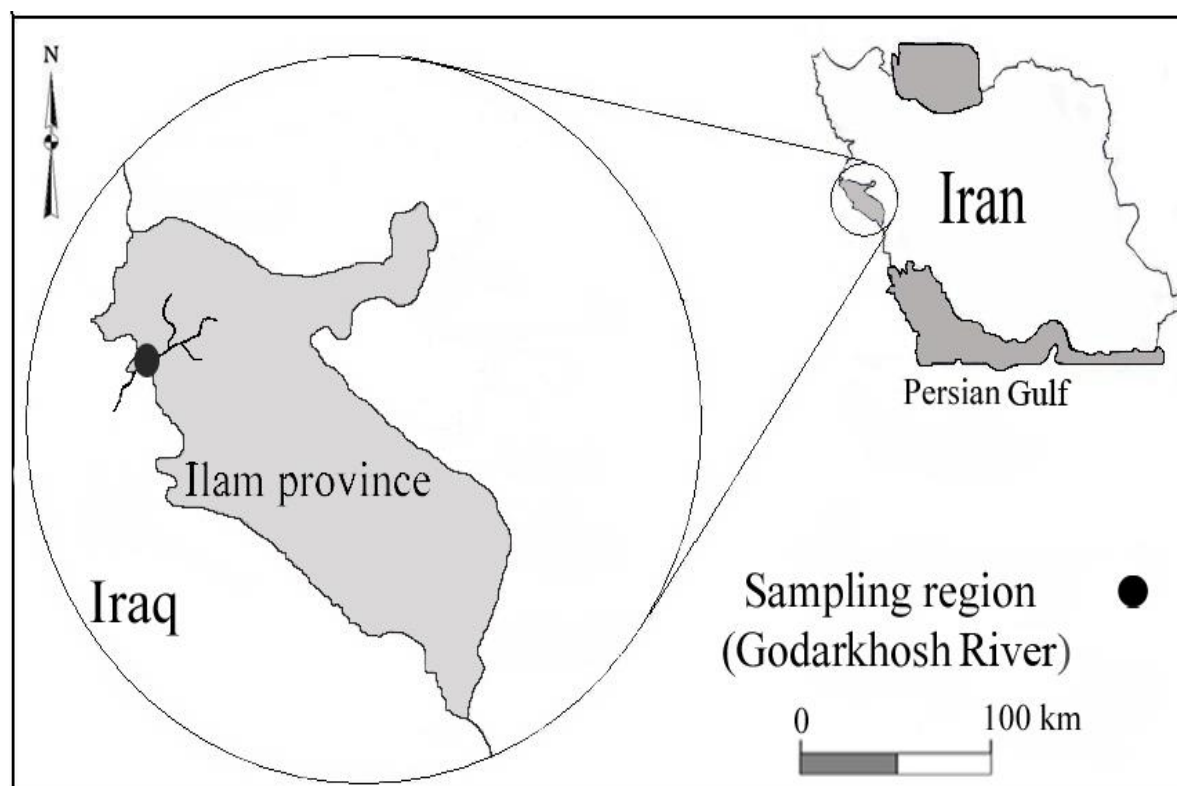 N
Iran
Persian Gulf
Ilam province
Iraq
Sampling region
(Godarkhosh River)
0
100 km